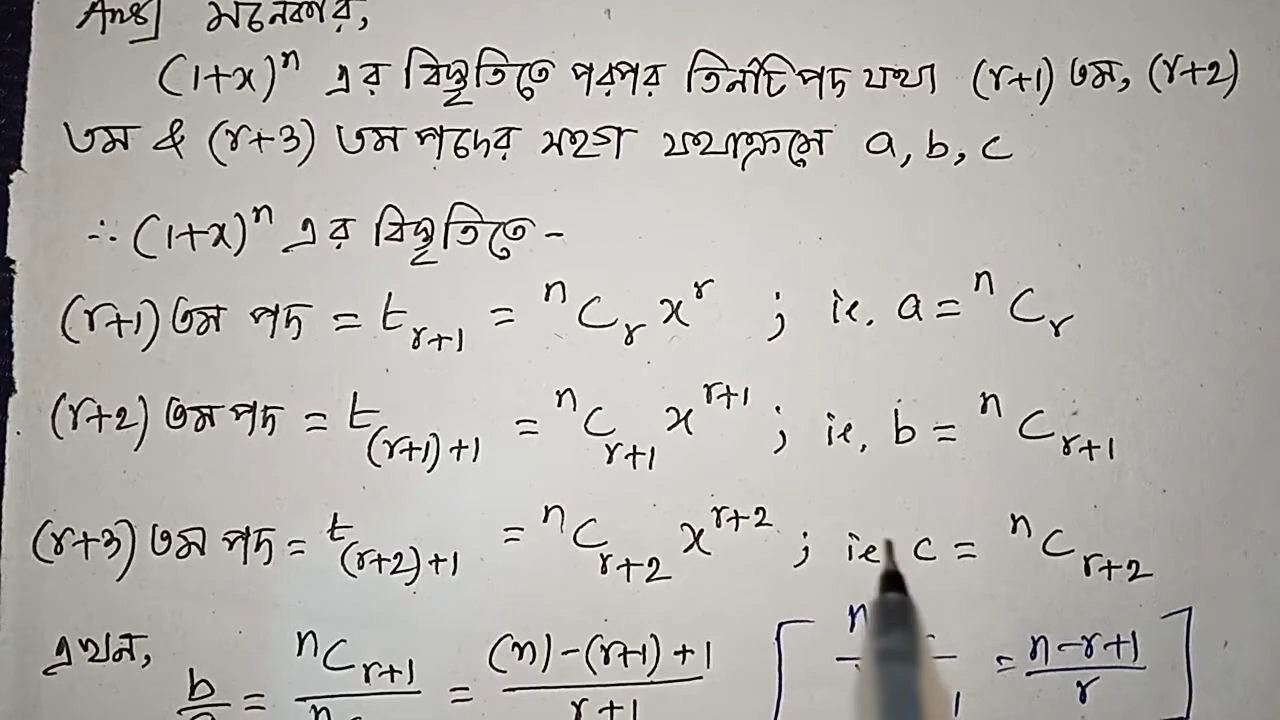 Ans] মনেকরি,
(1+x)ⁿ এর বিস্তৃতিতে পরপর তিনটি পদ যথা (r+1) তম, (r+2)
তম & (r+3) তম পদের সহগ যথাক্রমে a, b, c
∴ (1+x)ⁿ এর বিস্তৃতিতে -
(r+1) তম পদ = t_{r+1} = ⁿC_r x^r ; ie. a = ⁿC_r
(r+2) তম পদ = t_{(r+1)+1} = ⁿC_{r+1} x^{r+1} ; ie. b = ⁿC_{r+1}
(r+3) তম পদ = t_{(r+2)+1} = ⁿC_{r+2} x^{r+2} ; ie. c = ⁿC_{r+2}
এখন, b/ = ⁿC_{r+1}/ⁿ = ((n)-(r+1)+1)/(r+1) [ = (n-r+1)/r ]